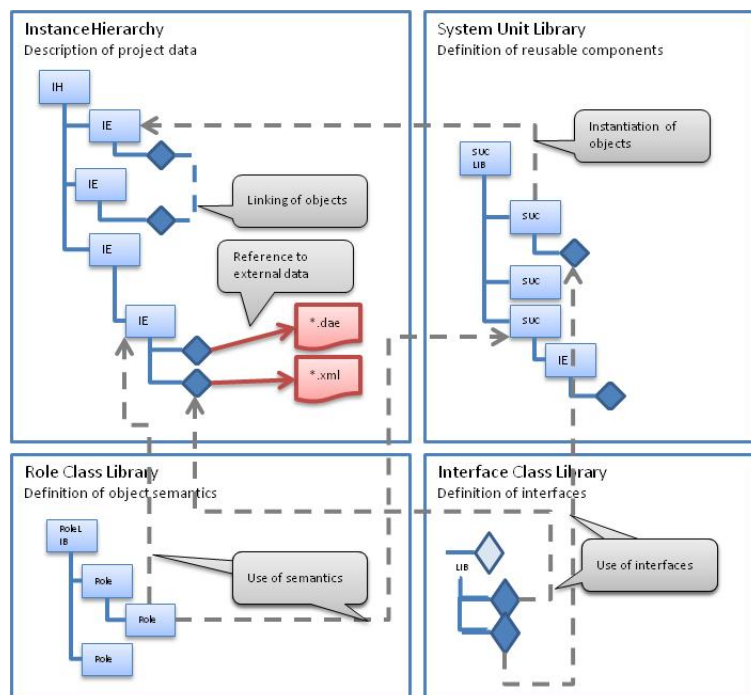 InstanceHierarchy
Description of project data
IH
IE
IE
IE
IE
Linking of objects
Reference to
external data
*.dae
*.xml
System Unit Library
Definition of reusable components
Instantiation of
objects
SUC
LIB
SUC
SUC
SUC
IE
Role Class Library
Definition of object semantics
RoleL
IB
Role
Role
Role
Use of semantics
Interface Class Library
Definition of interfaces
LIB
Use of interfaces